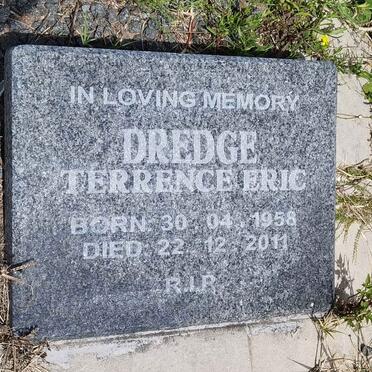 IN LOVING MEMORY
DREDGE
TERRENCE ERIC
BORN: 30 · 04 · 1958
DIED: 22 · 12 · 2011
R.I.P.